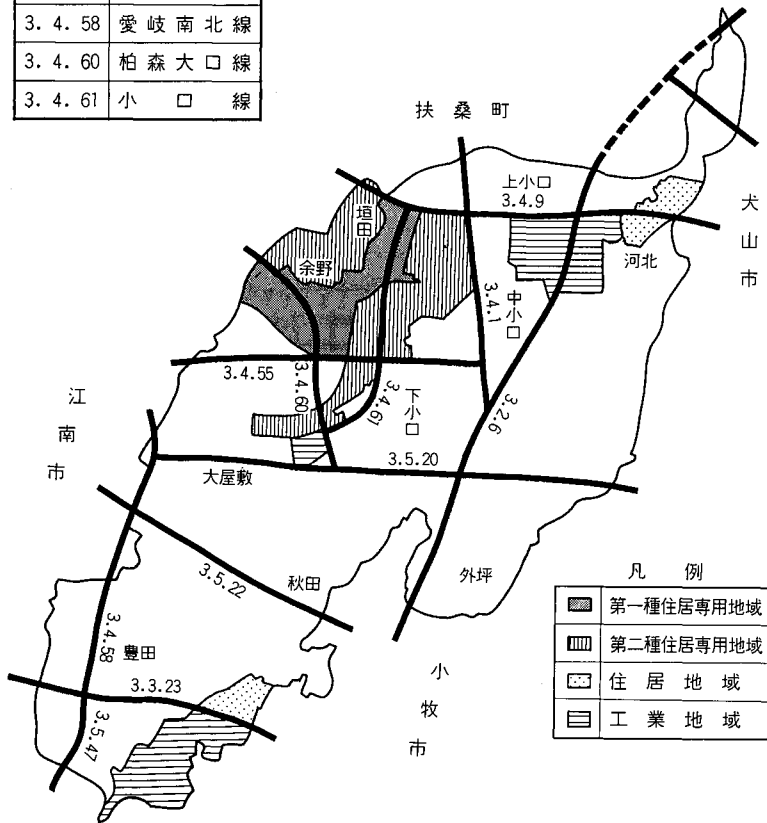 3.4.58 愛岐南北線
3.4.60 柏森大口線
3.4.61 小口線
扶桑町
上小口
3.4.9
犬山市
垣田
河北
余野
3.4.1
中小口
3.4.55
3.4.60
3.4.61
下小口
3.2.6
江南市
3.5.20
大屋敷
外坪
3.5.22
秋田
凡例
第一種住居専用地域
第二種住居専用地域
住居地域
工業地域
3.4.58
豊田
3.3.23
3.5.47
小牧市